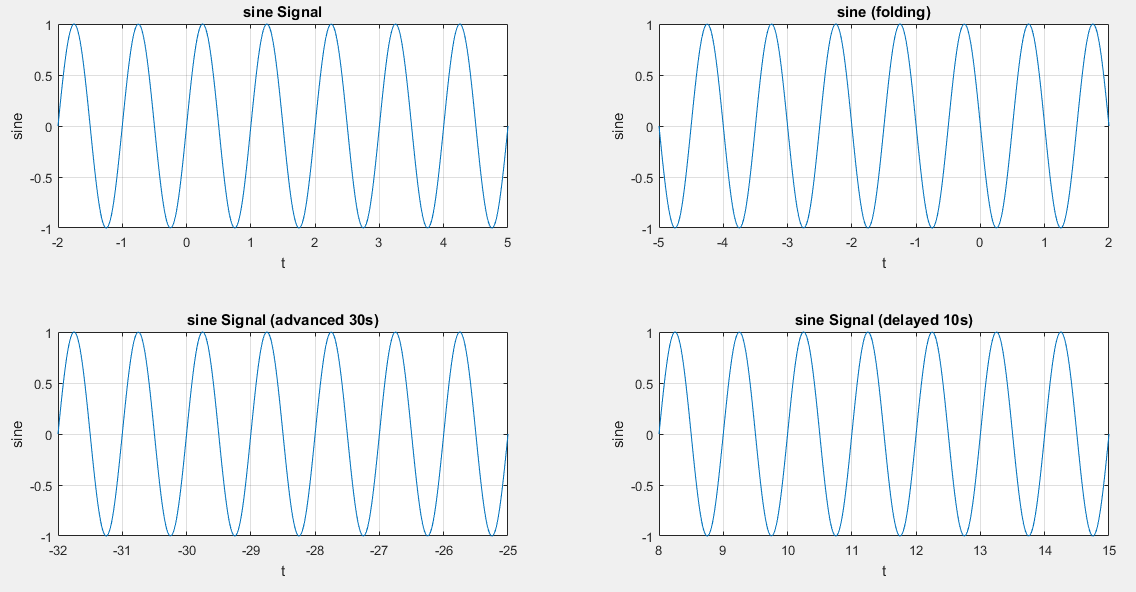 sine Signal
1
0.5
0
-0.5
-1
sine
-2 -1 0 1 2 3 4 5
t
sine (folding)
1
0.5
0
-0.5
-1
sine
-5 -4 -3 -2 -1 0 1 2
t
sine Signal (advanced 30s)
1
0.5
0
-0.5
-1
sine
-32 -31 -30 -29 -28 -27 -26 -25
t
sine Signal (delayed 10s)
1
0.5
0
-0.5
-1
sine
8 9 10 11 12 13 14 15
t